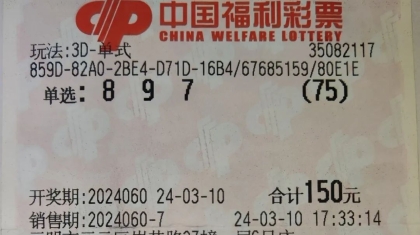 中国福利彩票
CHINA WELFARE LOTTERY
玩法:3D-单式 35082117
859D-82A0-2BE4-D71D-16B4/67685159/80E1E
单选: 8 9 7 (75)
开奖期:2024060 24-03-10 合计150元
销售期:2024060-7 24-03-10 17:33:14